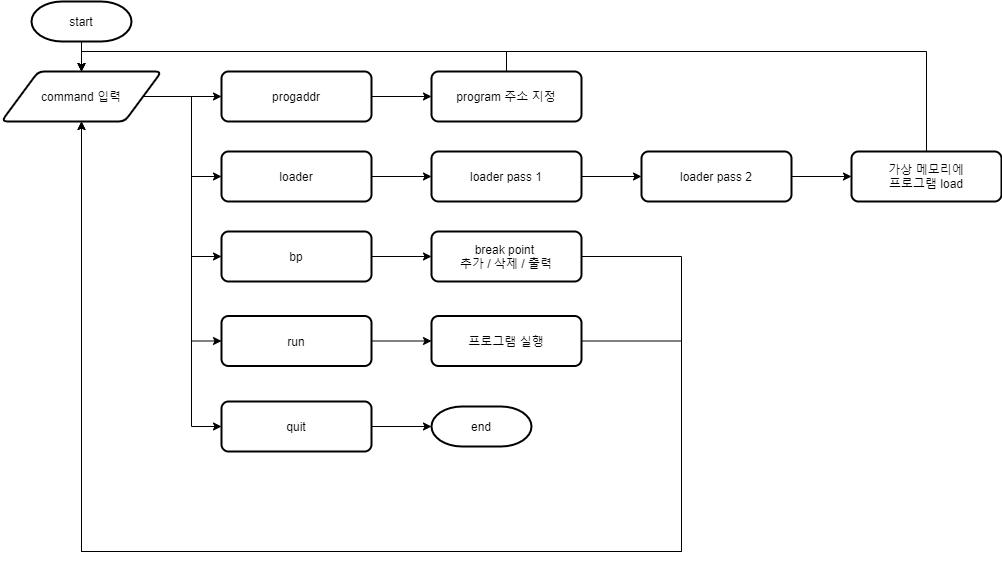 start
command 입력
progaddr
program 주소 지정
loader
loader pass 1
loader pass 2
가상 메모리에
프로그램 load
bp
break point
추가 / 삭제 / 출력
run
프로그램 실행
quit
end